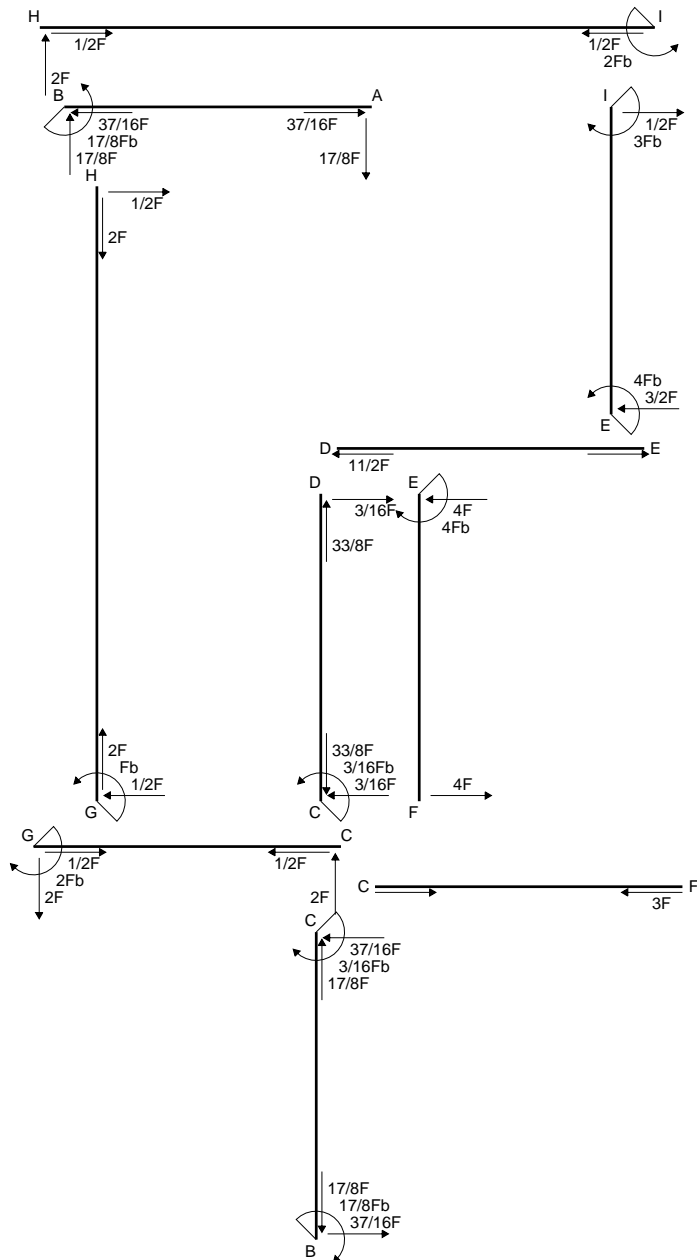 H I
1/2F 1/2F
2Fb
2F
B A I
37/16F 37/16F 1/2F
17/8Fb 3Fb
17/8F 17/8F
H
1/2F
2F
4Fb
3/2F
E
D E
11/2F
D E
3/16F 4F
4Fb
33/8F
2F 33/8F
Fb 3/16Fb
1/2F 3/16F 4F
G C F
G C
1/2F 1/2F
2Fb
2F 2F
C F
3F
C
37/16F
3/16Fb
17/8F
17/8F
17/8Fb
37/16F
B